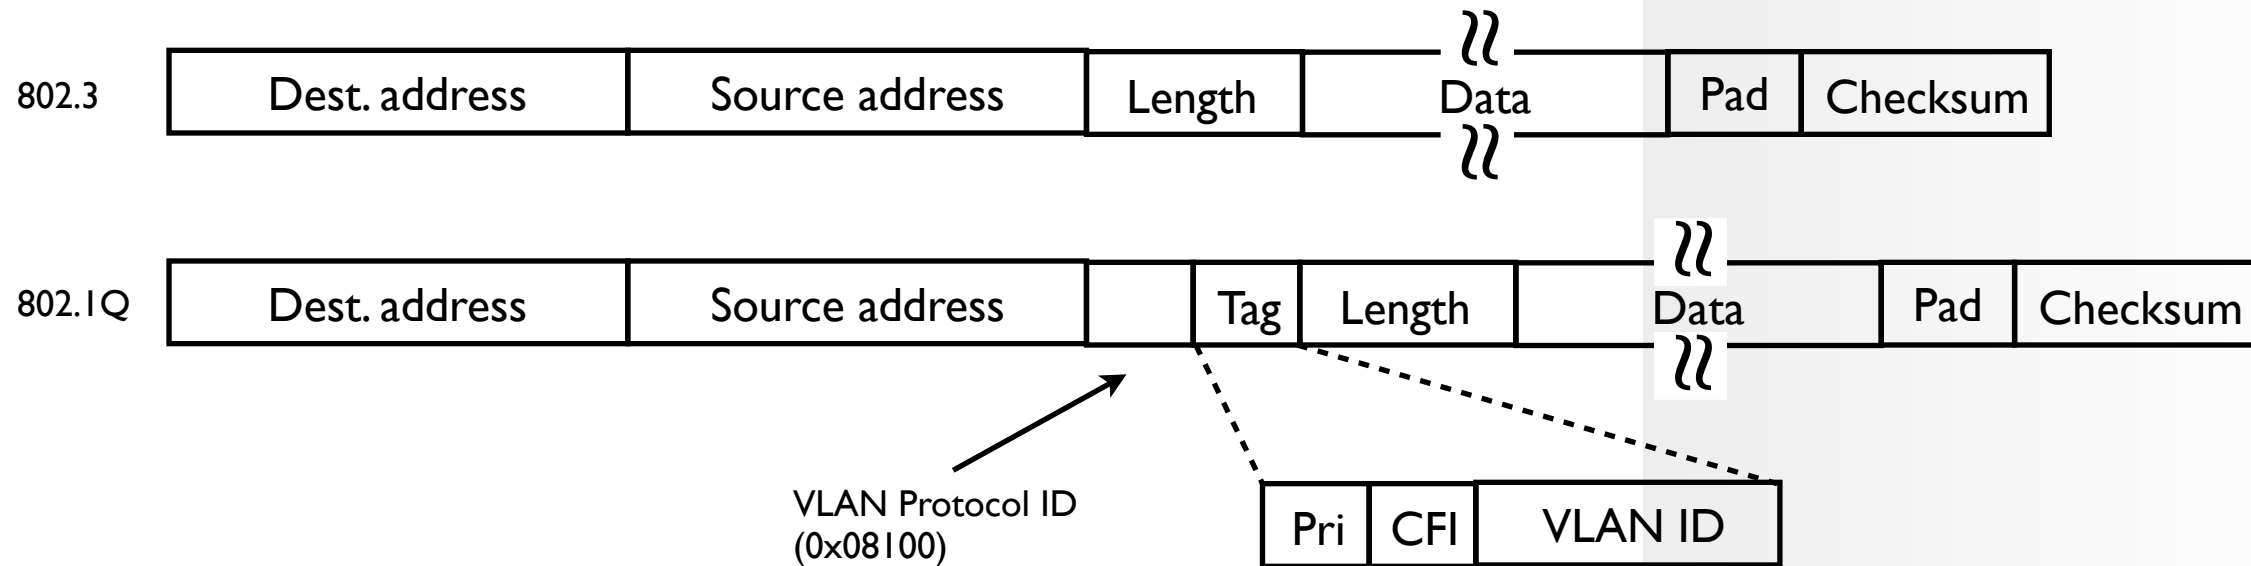 802.3 Dest. address Source address Length Data Pad Checksum
802.1Q Dest. address Source address Tag Length Data Pad Checksum
VLAN Protocol ID
(0x08100)
Pri CFI VLAN ID